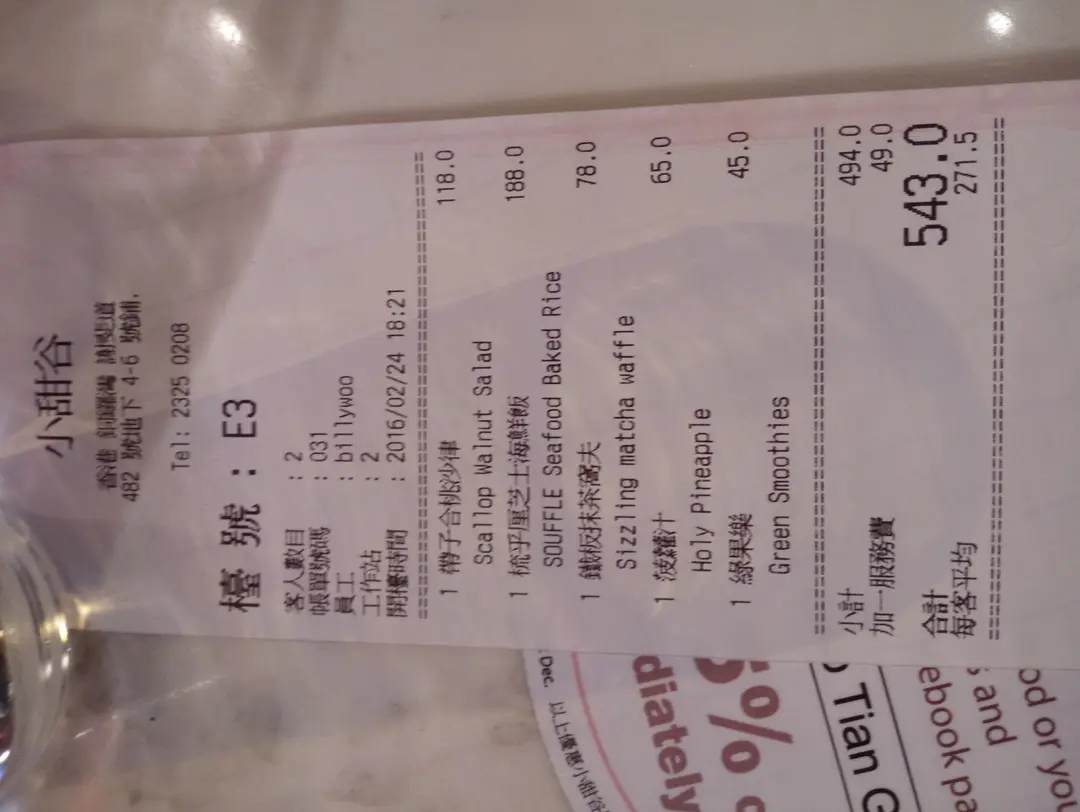 小甜谷
香港 銅鑼灣 謝斐道
482 號地下 4-6 號鋪.
Tel: 2325 0208
檯 號 : E3
客人數目 : 2
帳單號碼 : 031
員工 : billywoo
工作站 : 2
開檯時間 : 2016/02/24 18:21
1 帶子合桃沙律 118.0
Scallop Walnut Salad
1 梳乎厘芝士海鮮飯 188.0
SOUFFLE Seafood Baked Rice
1 鐵板抹茶窩夫 78.0
Sizzling matcha waffle
1 菠蘿汁 65.0
Holy Pineapple
1 綠果樂 45.0
Green Smoothies
小計 494.0
加一服務費 49.0
合計 543.0
每客平均 271.5
Dec.
5%
diately
Tian G
ebook pa
and
od or you